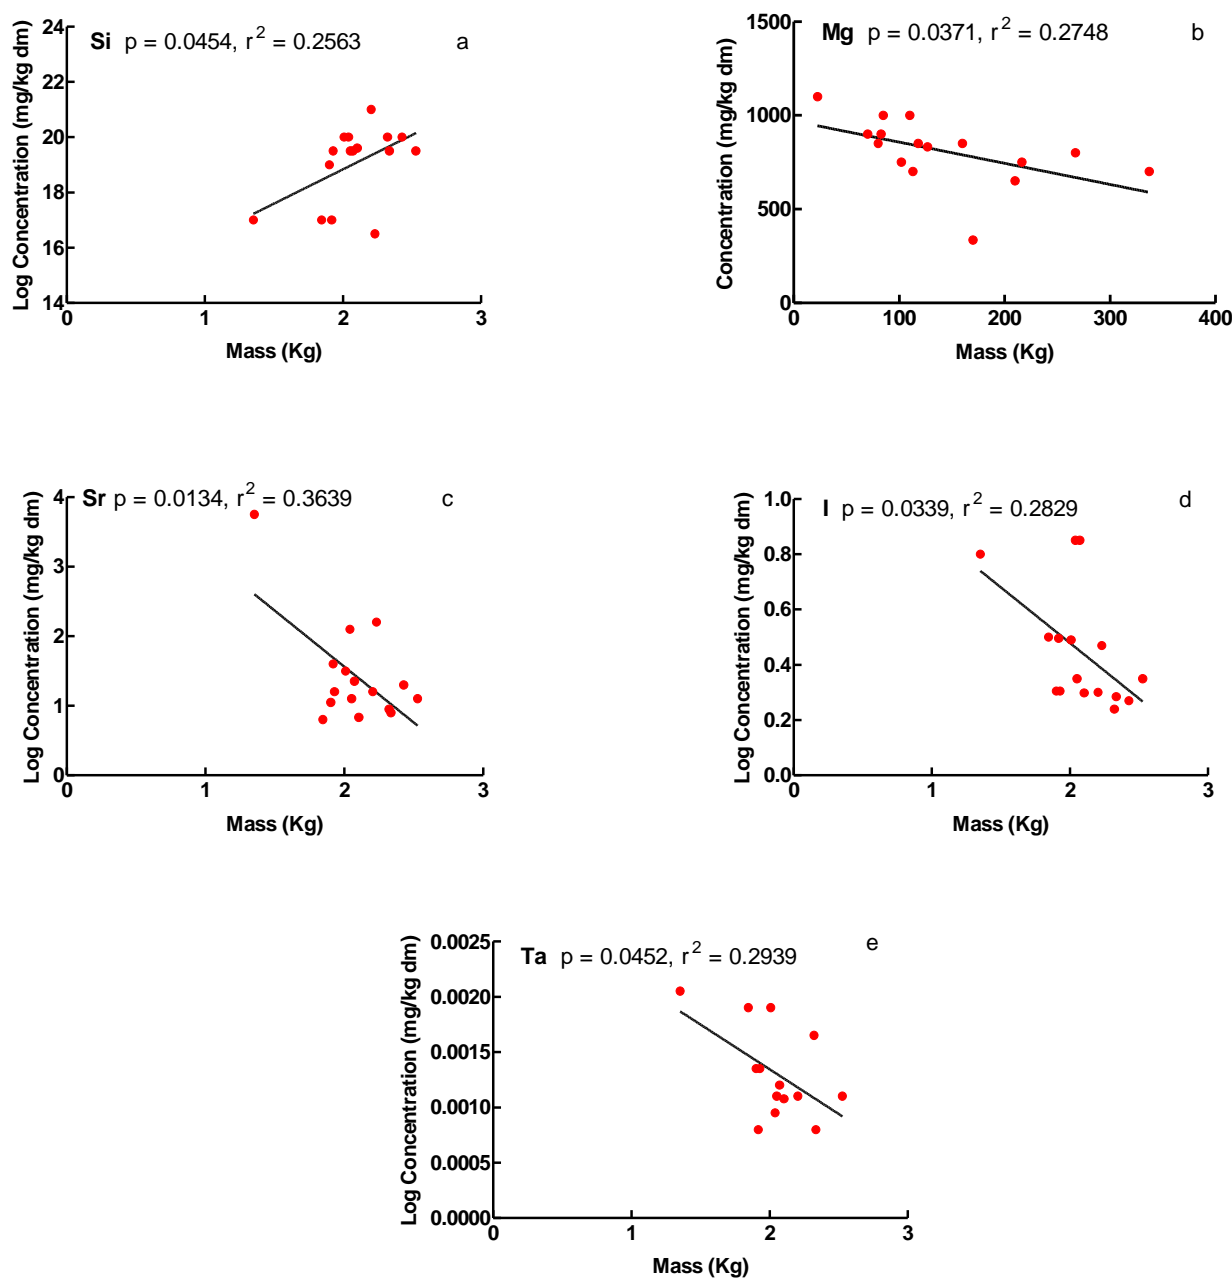 Si p = 0.0454, r2 = 0.2563
a
24
22
20
18
16
14
Log Concentration (mg/kg dm)
0 1 2 3
Mass (Kg)
Mg p = 0.0371, r2 = 0.2748
b
1500
1000
500
0
Concentration (mg/kg dm)
0 100 200 300 400
Mass (Kg)
Sr p = 0.0134, r2 = 0.3639
c
4
3
2
1
0
Log Concentration (mg/kg dm)
0 1 2 3
Mass (Kg)
I p = 0.0339, r2 = 0.2829
d
1.0
0.8
0.6
0.4
0.2
0.0
Log Concentration (mg/kg dm)
0 1 2 3
Mass (Kg)
Ta p = 0.0452, r2 = 0.2939
e
0.0025
0.0020
0.0015
0.0010
0.0005
0.0000
Log Concentration (mg/kg dm)
0 1 2 3
Mass (Kg)